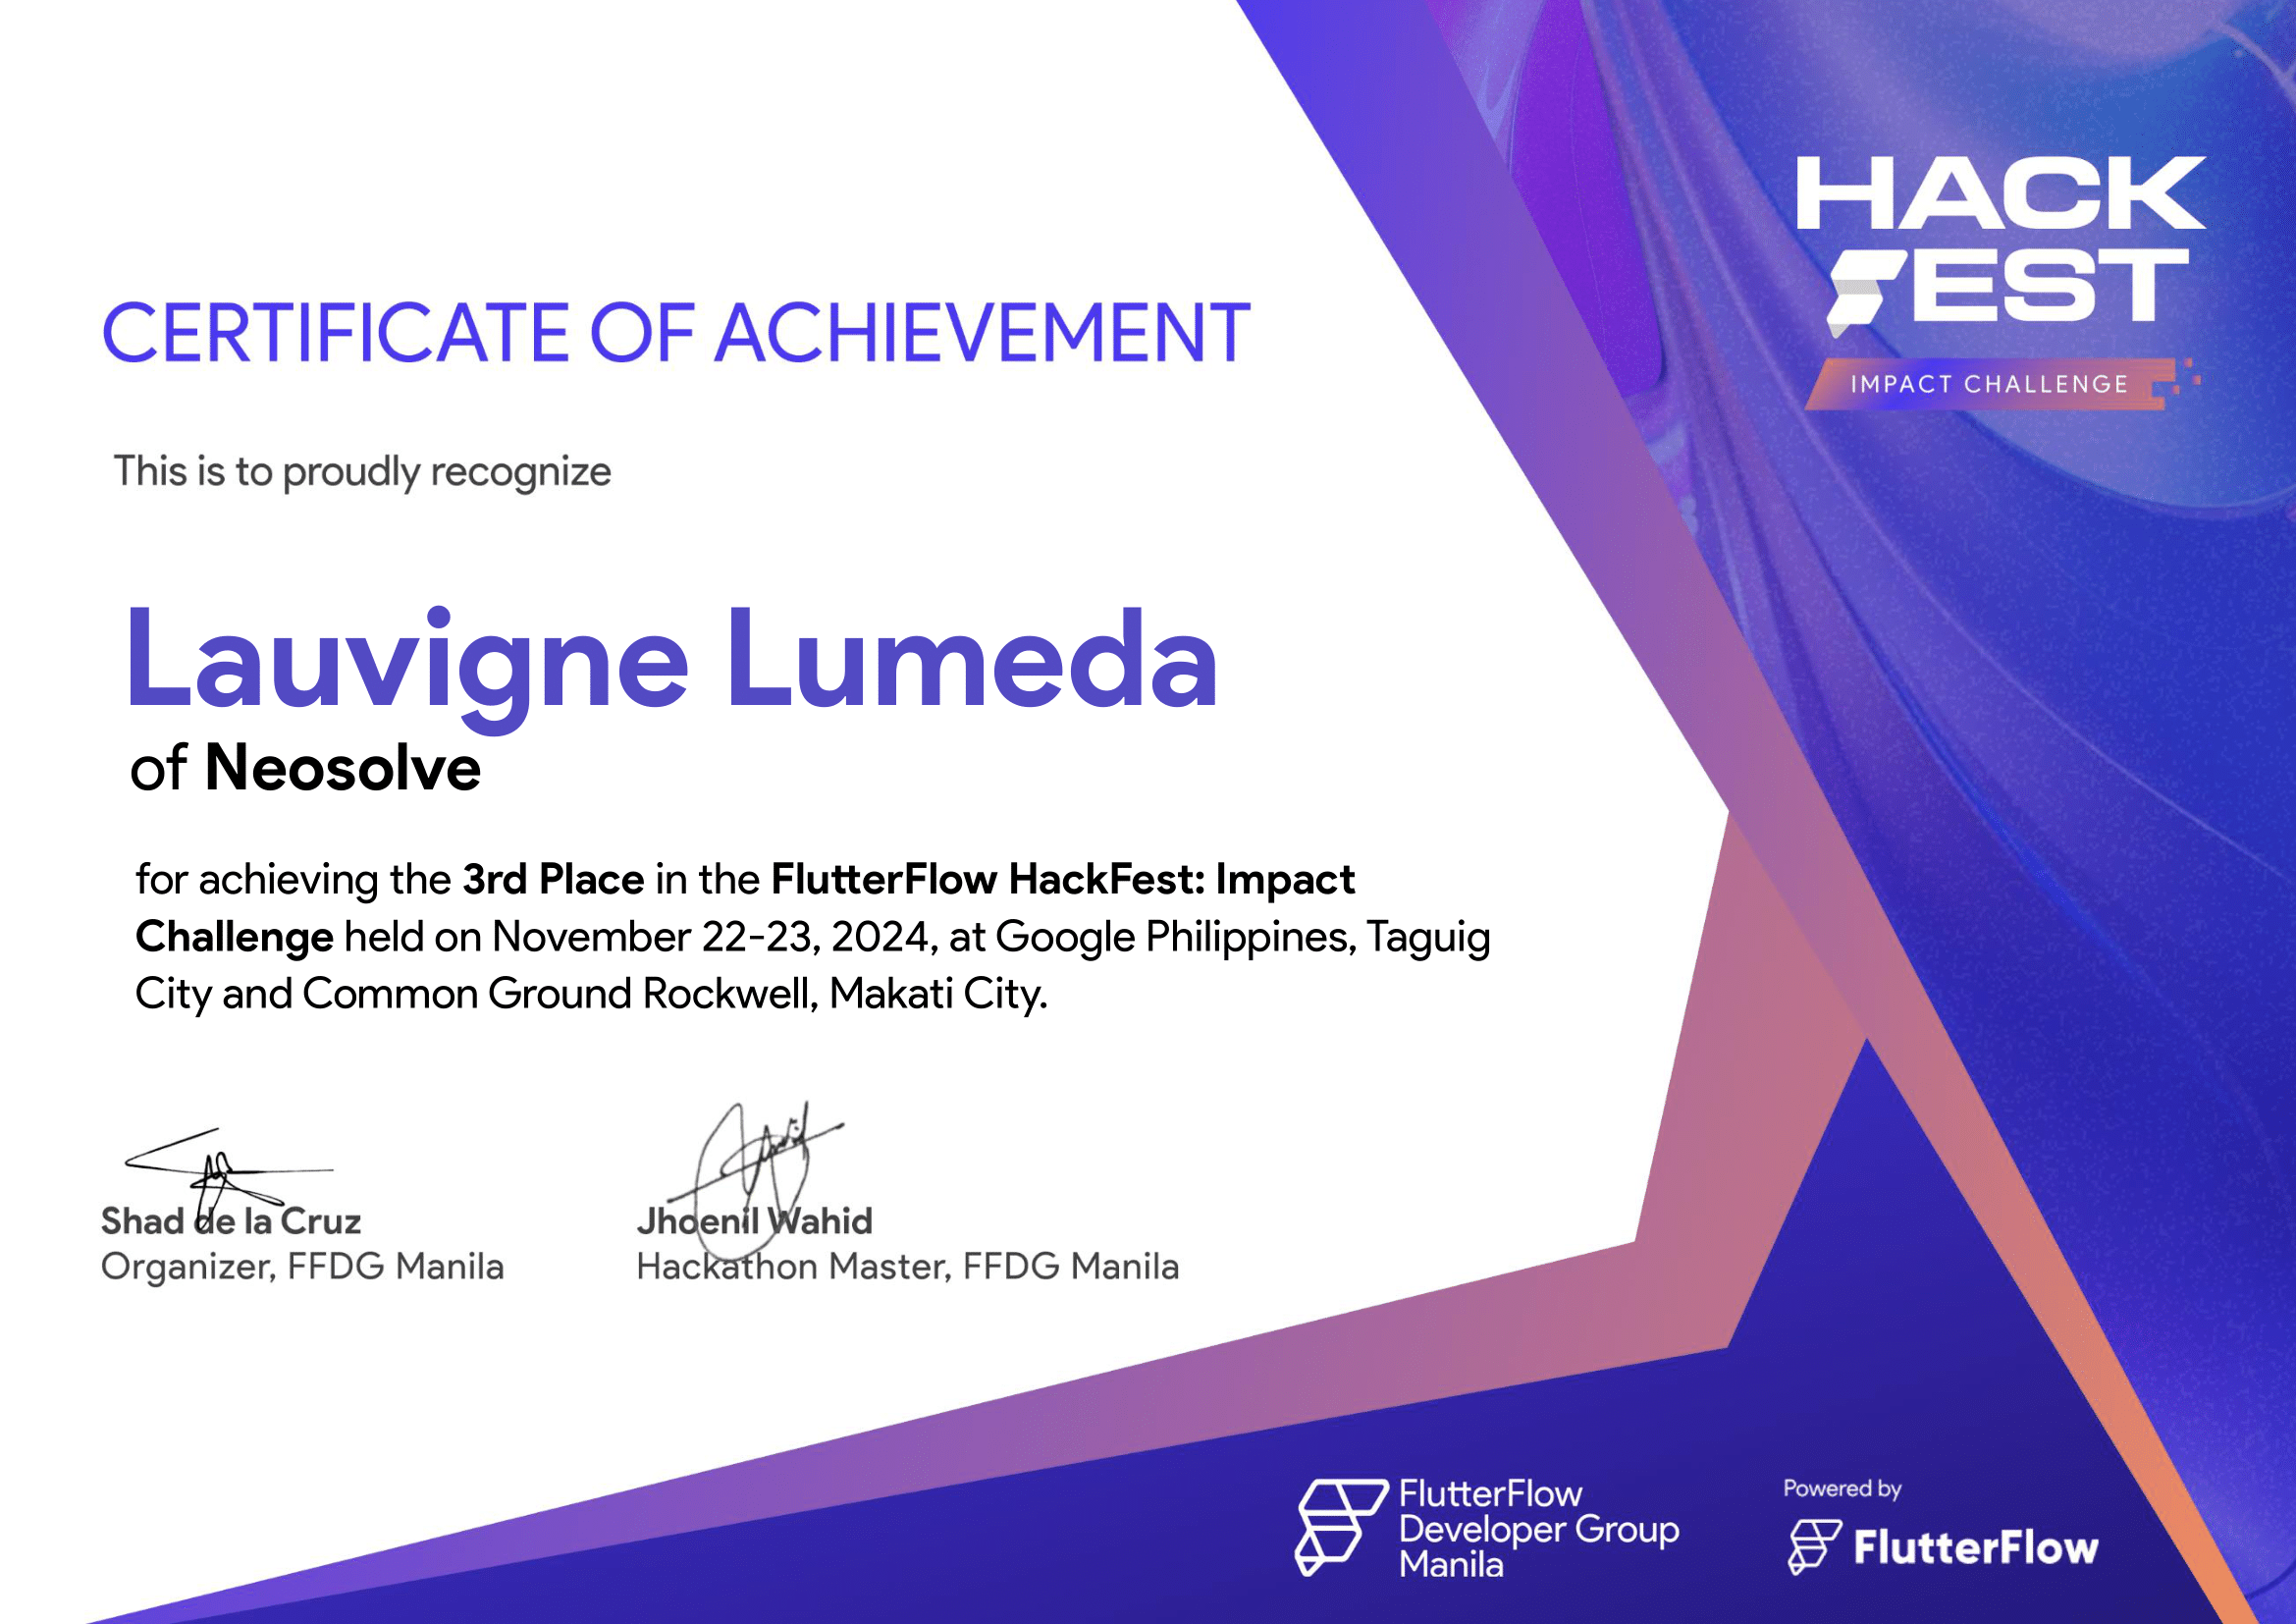 HACK
FEST
IMPACT CHALLENGE
CERTIFICATE OF ACHIEVEMENT
This is to proudly recognize
Lauvigne Lumeda
of Neosolve
for achieving the 3rd Place in the FlutterFlow HackFest: Impact
Challenge held on November 22-23, 2024, at Google Philippines, Taguig
City and Common Ground Rockwell, Makati City.
Shad de la Cruz
Organizer, FFDG Manila
Jhoenil Wahid
Hackathon Master, FFDG Manila
FlutterFlow
Developer Group
Manila
Powered by
FlutterFlow